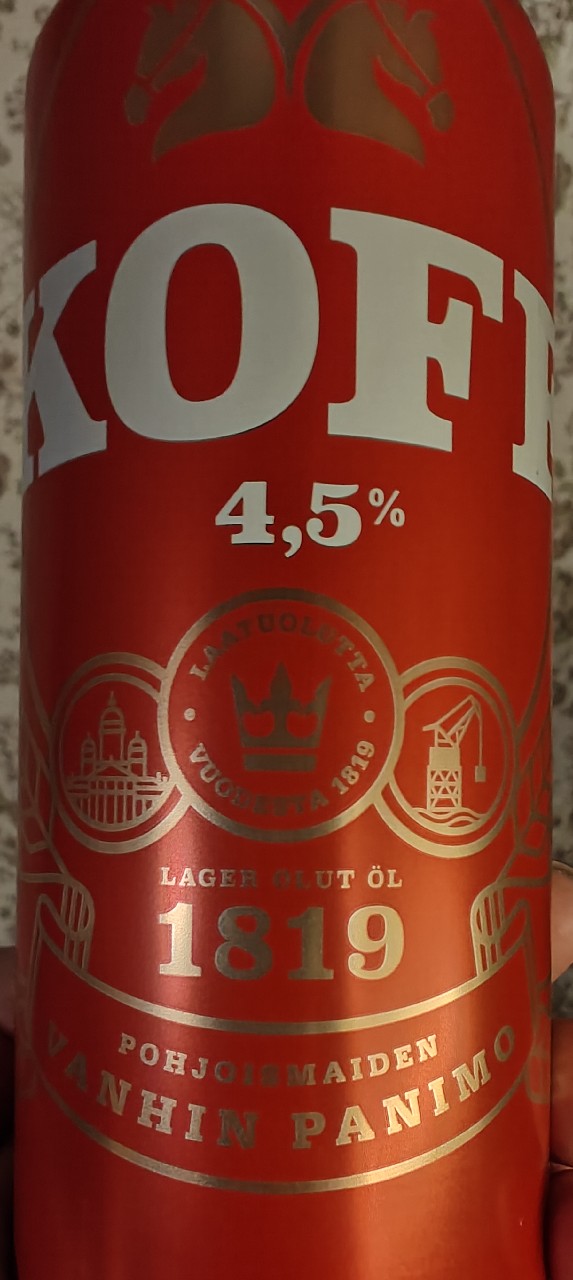 KOFF
4,5%
LAATUOLUTTA
VUODESTA 1819
LAGER OLUT ÖL
1819
POHJOISMAIDEN
VANHIN PANIMO